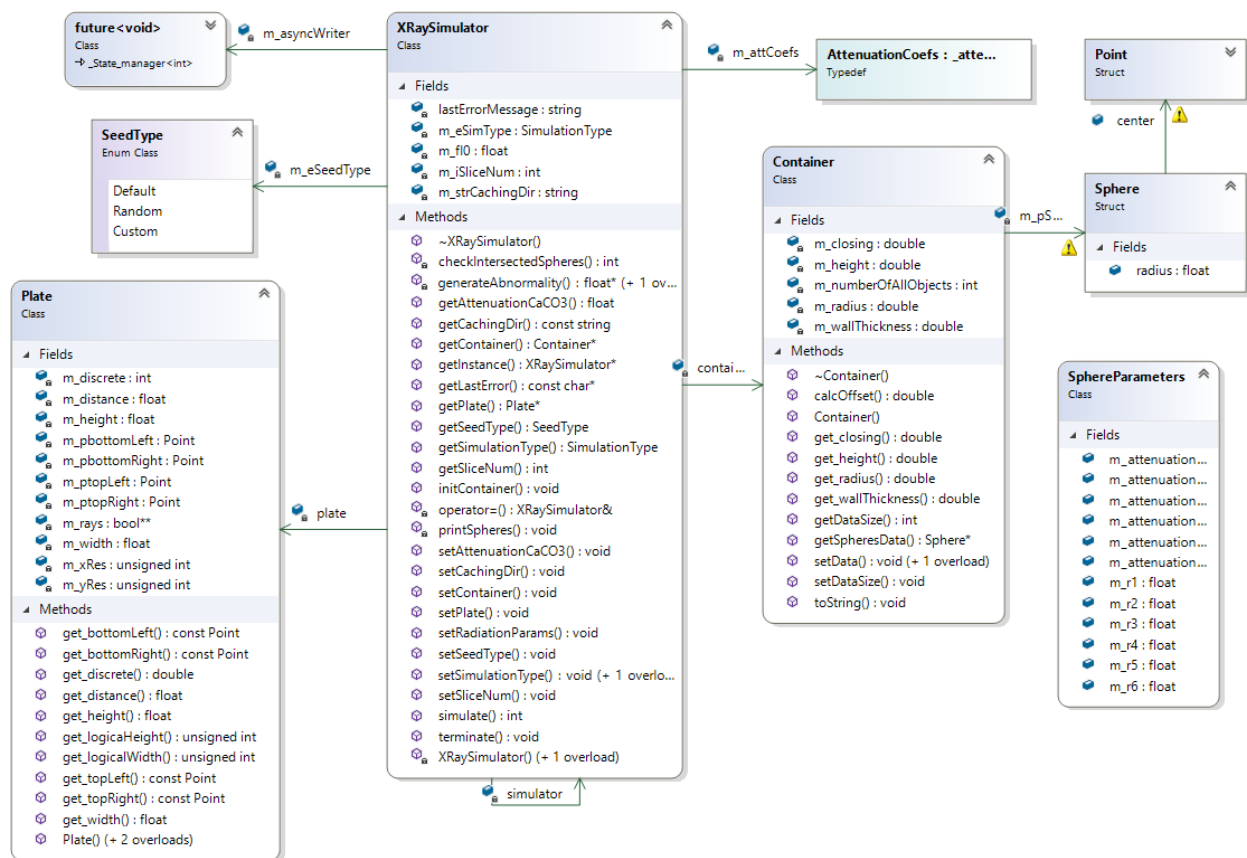 future<void>
Class
_State_manager<int>
m_asyncWriter
XRaySimulator
Class
Fields
lastErrorMessage : string
m_eSimType : SimulationType
m_fI0 : float
m_iSliceNum : int
m_strCachingDir : string
Methods
~XRaySimulator()
checkIntersectedSpheres() : int
generateAbnormality() : float* (+ 1 ov...
getAttenuationCaCO3() : float
getCachingDir() : const string
getContainer() : Container*
getInstance() : XRaySimulator*
getLastError() : const char*
getPlate() : Plate*
getSeedType() : SeedType
getSimulationType() : SimulationType
getSliceNum() : int
initContainer() : void
operator=() : XRaySimulator&
printSpheres() : void
setAttenuationCaCO3() : void
setCachingDir() : void
setContainer() : void
setPlate() : void
setRadiationParams() : void
setSeedType() : void
setSimulationType() : void (+ 1 overlo...
setSliceNum() : void
simulate() : int
terminate() : void
XRaySimulator() (+ 1 overload)
simulator
m_attCoefs
AttenuationCoefs : _atte...
Typedef
Point
Struct
center
SeedType
Enum Class
Default
Random
Custom
m_eSeedType
Container
Class
Fields
m_closing : double
m_height : double
m_numberOfAllObjects : int
m_radius : double
m_wallThickness : double
Methods
~Container()
calcOffset() : double
Container()
get_closing() : double
get_height() : double
get_radius() : double
get_wallThickness() : double
getDataSize() : int
getSpheresData() : Sphere*
setData() : void (+ 1 overload)
setDataSize() : void
toString() : void
m_pS...
Sphere
Struct
Fields
radius : float
contai...
Plate
Class
Fields
m_discrete : int
m_distance : float
m_height : float
m_pbottomLeft : Point
m_pbottomRight : Point
m_ptopLeft : Point
m_ptopRight : Point
m_rays : bool**
m_width : float
m_xRes : unsigned int
m_yRes : unsigned int
Methods
get_bottomLeft() : const Point
get_bottomRight() : const Point
get_discrete() : double
get_distance() : float
get_height() : float
get_logicaHeight() : unsigned int
get_logicalWidth() : unsigned int
get_topLeft() : const Point
get_topRight() : const Point
get_width() : float
Plate() (+ 2 overloads)
plate
SphereParameters
Class
Fields
m_attenuation...
m_attenuation...
m_attenuation...
m_attenuation...
m_attenuation...
m_attenuation...
m_r1 : float
m_r2 : float
m_r3 : float
m_r4 : float
m_r5 : float
m_r6 : float